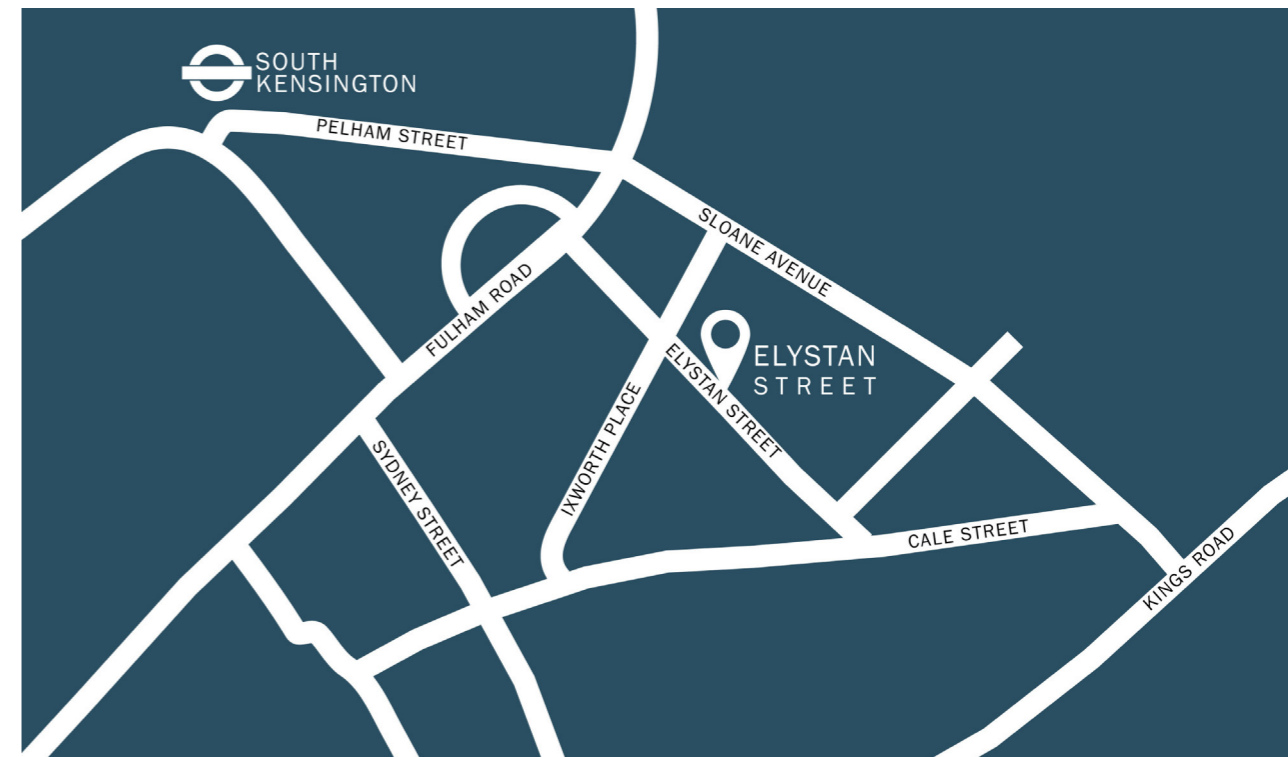 SOUTH
KENSINGTON
PELHAM STREET
SLOANE AVENUE
FULHAM ROAD
ELYSTAN
STREET
ELYSTAN STREET
IXWORTH PLACE
SYDNEY STREET
CALE STREET
KINGS ROAD